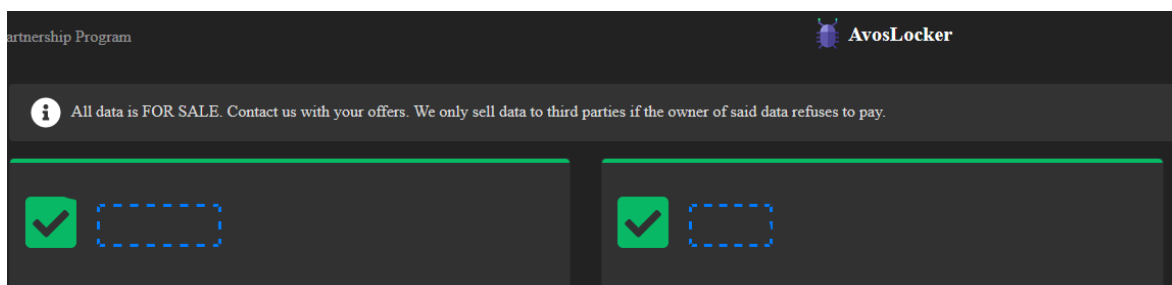 artnership Program
AvosLocker
All data is FOR SALE. Contact us with your offers. We only sell data to third parties if the owner of said data refuses to pay.